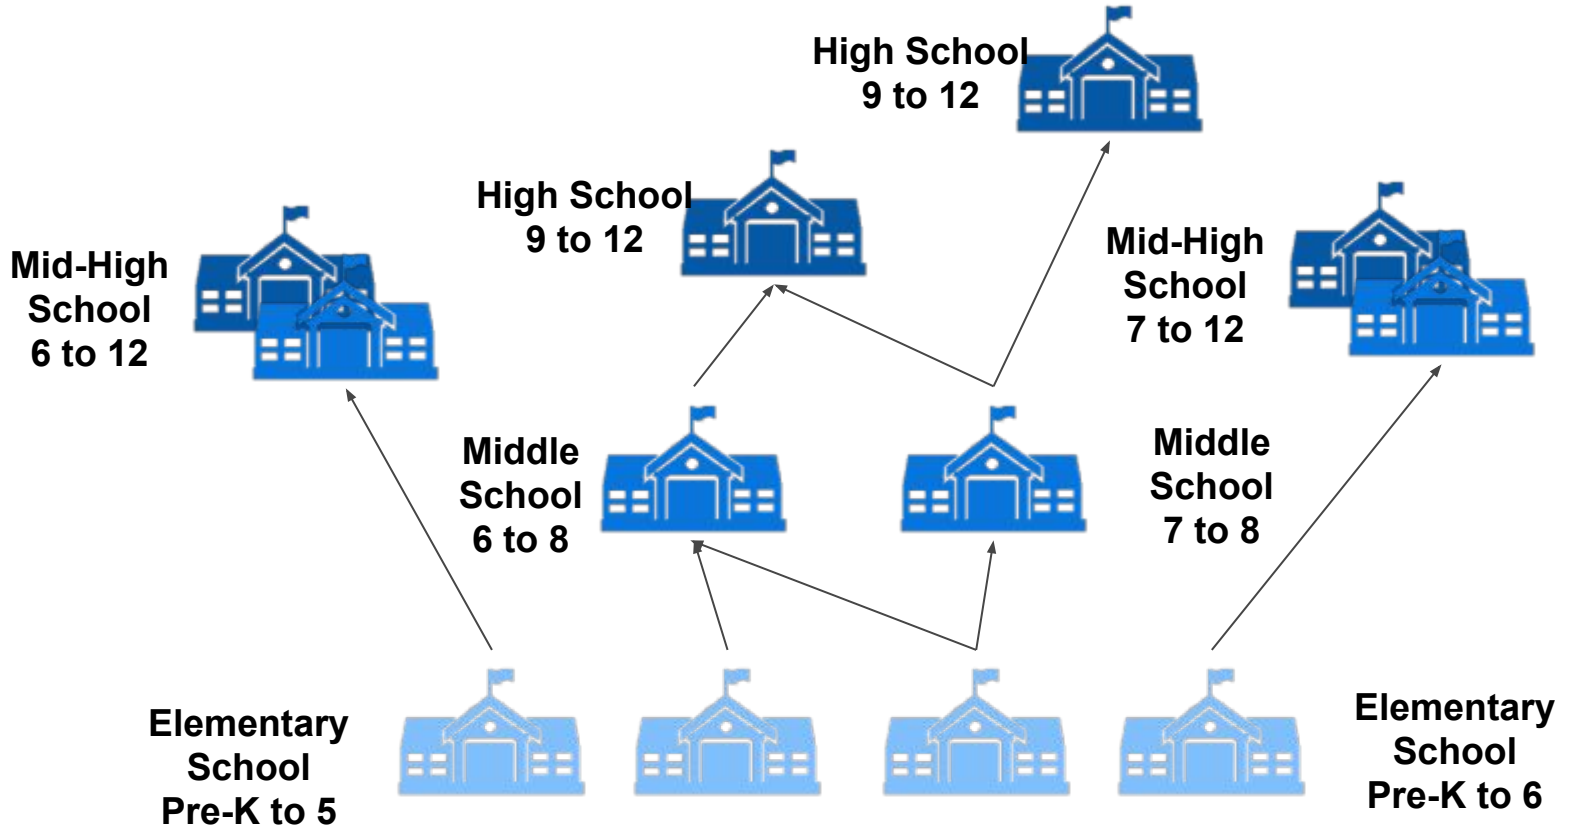 High School
9 to 12
High School
9 to 12
Mid-High
School
6 to 12
Mid-High
School
7 to 12
Middle
School
6 to 8
Middle
School
7 to 8
Elementary
School
Pre-K to 5
Elementary
School
Pre-K to 6